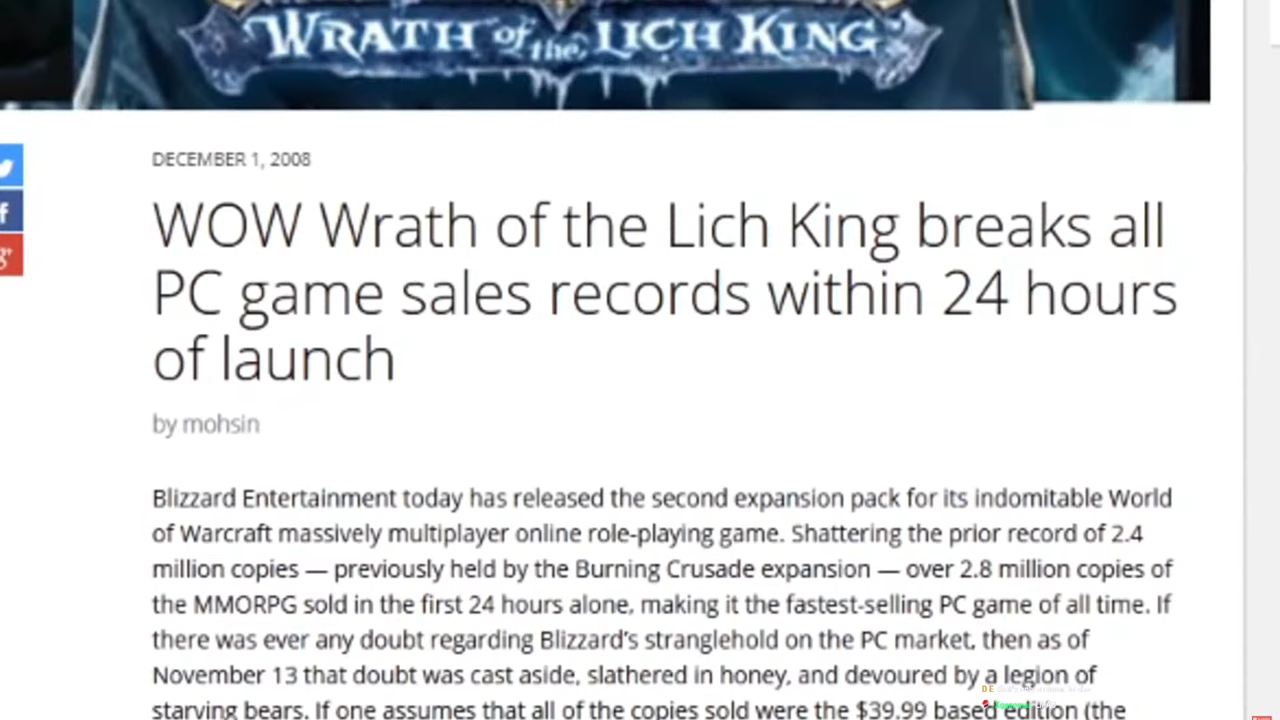 WRATH of the LICH KING
DECEMBER 1, 2008
WOW Wrath of the Lich King breaks all
PC game sales records within 24 hours
of launch
by mohsin
Blizzard Entertainment today has released the second expansion pack for its indomitable World
of Warcraft massively multiplayer online role-playing game. Shattering the prior record of 2.4
million copies — previously held by the Burning Crusade expansion — over 2.8 million copies of
the MMORPG sold in the first 24 hours alone, making it the fastest-selling PC game of all time. If
there was ever any doubt regarding Blizzard's stranglehold on the PC market, then as of
November 13 that doubt was cast aside, slathered in honey, and devoured by a legion of
DE
starving bears. If one assumes that all of the copies sold were the $39.99 based edition (the